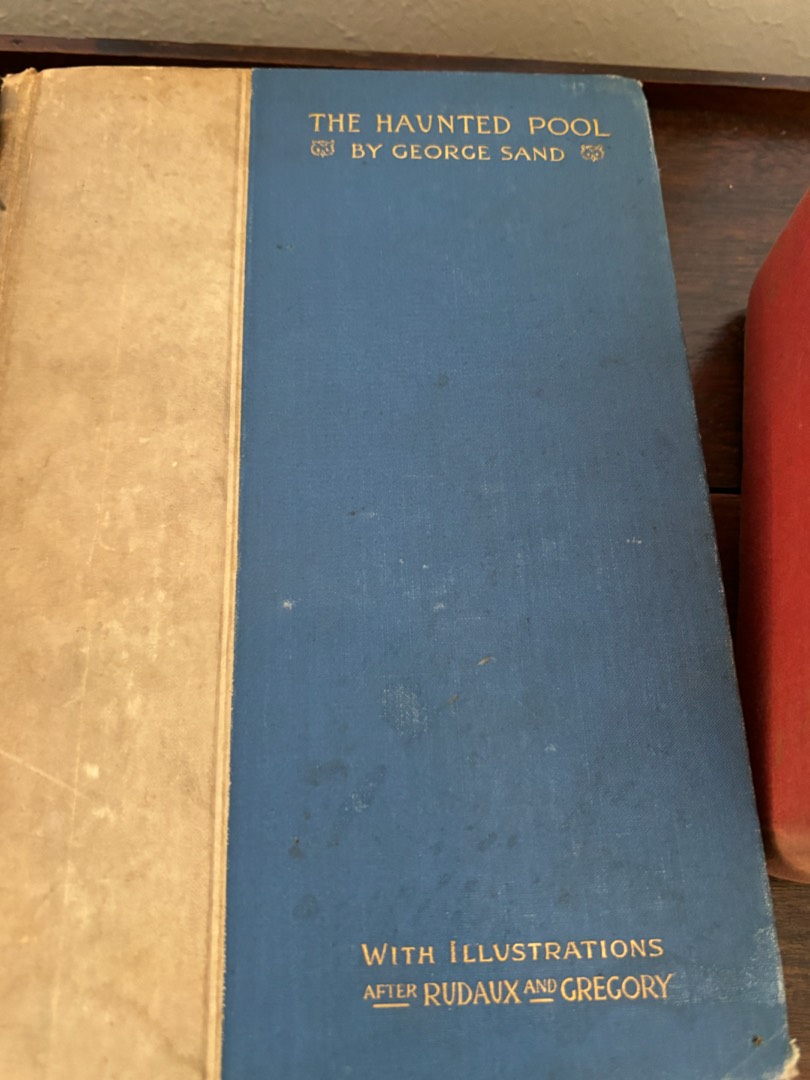 THE HAUNTED POOL
BY GEORGE SAND
WITH ILLUSTRATIONS
AFTER RUDAUX AND GREGORY